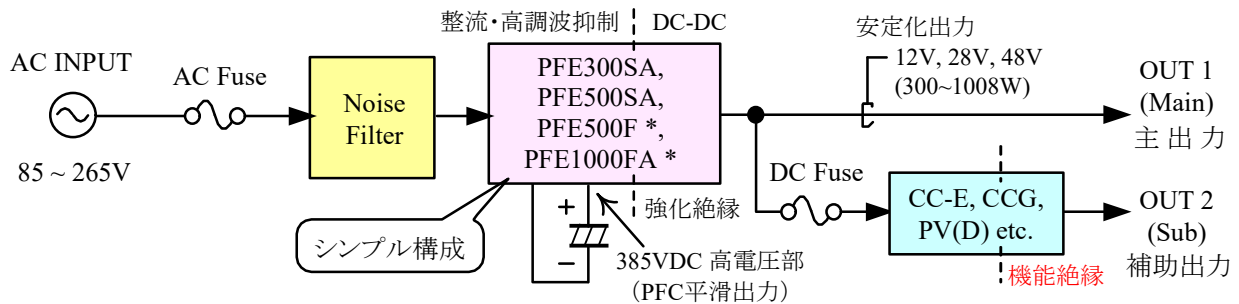 AC INPUT
85 ~ 265V
AC Fuse
Noise
Filter
整流・高調波抑制
DC-DC
PFE300SA,
PFE500SA,
PFE500F *,
PFE1000FA *
シンプル構成
+
−
強化絶縁
385VDC 高電圧部
(PFC平滑出力)
安定化出力
12V, 28V, 48V
(300~1008W)
OUT 1
(Main)
主 出 力
DC Fuse
CC-E, CCG,
PV(D) etc.
機能絶縁
OUT 2
(Sub)
補助出力